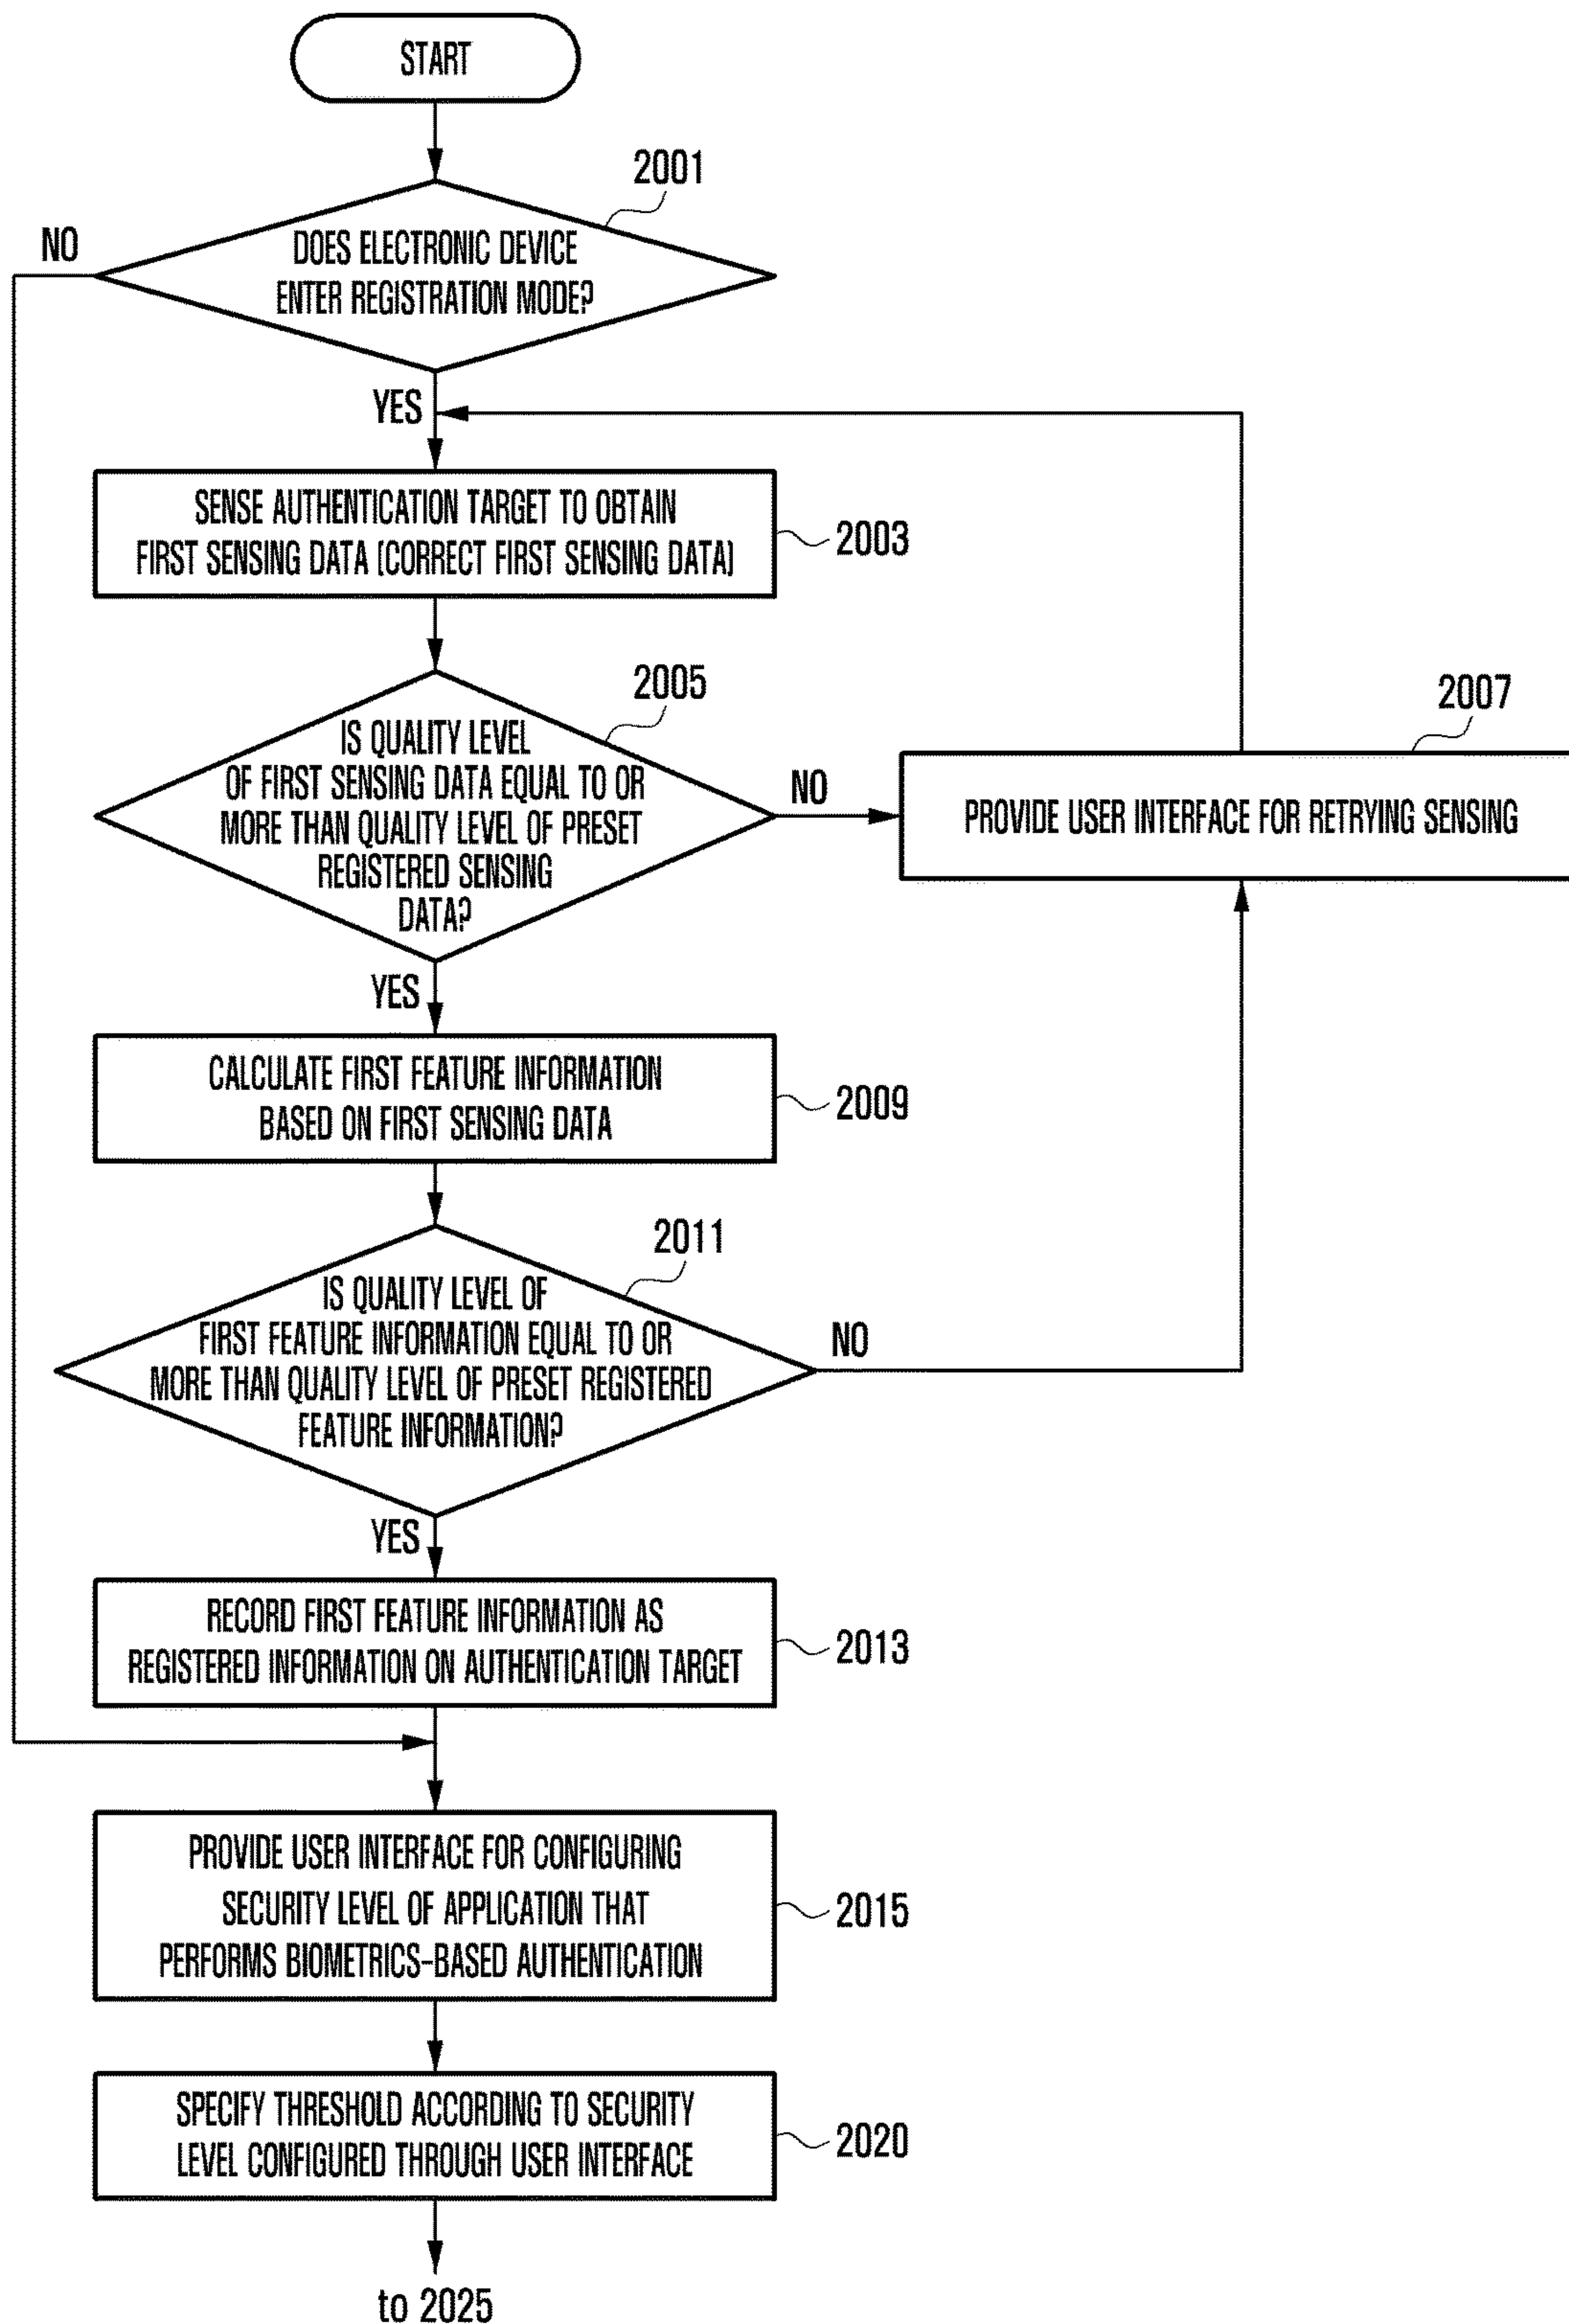 START
2001
NO
DOES ELECTRONIC DEVICE
ENTER REGISTRATION MODE?
YES
SENSE AUTHENTICATION TARGET TO OBTAIN
FIRST SENSING DATA (CORRECT FIRST SENSING DATA)
2003
2005
IS QUALITY LEVEL
OF FIRST SENSING DATA EQUAL TO OR
MORE THAN QUALITY LEVEL OF PRESET
REGISTERED SENSING
DATA?
NO
2007
PROVIDE USER INTERFACE FOR RETRYING SENSING
YES
CALCULATE FIRST FEATURE INFORMATION
BASED ON FIRST SENSING DATA
2009
2011
IS QUALITY LEVEL OF
FIRST FEATURE INFORMATION EQUAL TO OR
MORE THAN QUALITY LEVEL OF PRESET REGISTERED
FEATURE INFORMATION?
NO
YES
RECORD FIRST FEATURE INFORMATION AS
REGISTERED INFORMATION ON AUTHENTICATION TARGET
2013
PROVIDE USER INTERFACE FOR CONFIGURING
SECURITY LEVEL OF APPLICATION THAT
PERFORMS BIOMETRICS-BASED AUTHENTICATION
2015
SPECIFY THRESHOLD ACCORDING TO SECURITY
LEVEL CONFIGURED THROUGH USER INTERFACE
2020
to 2025